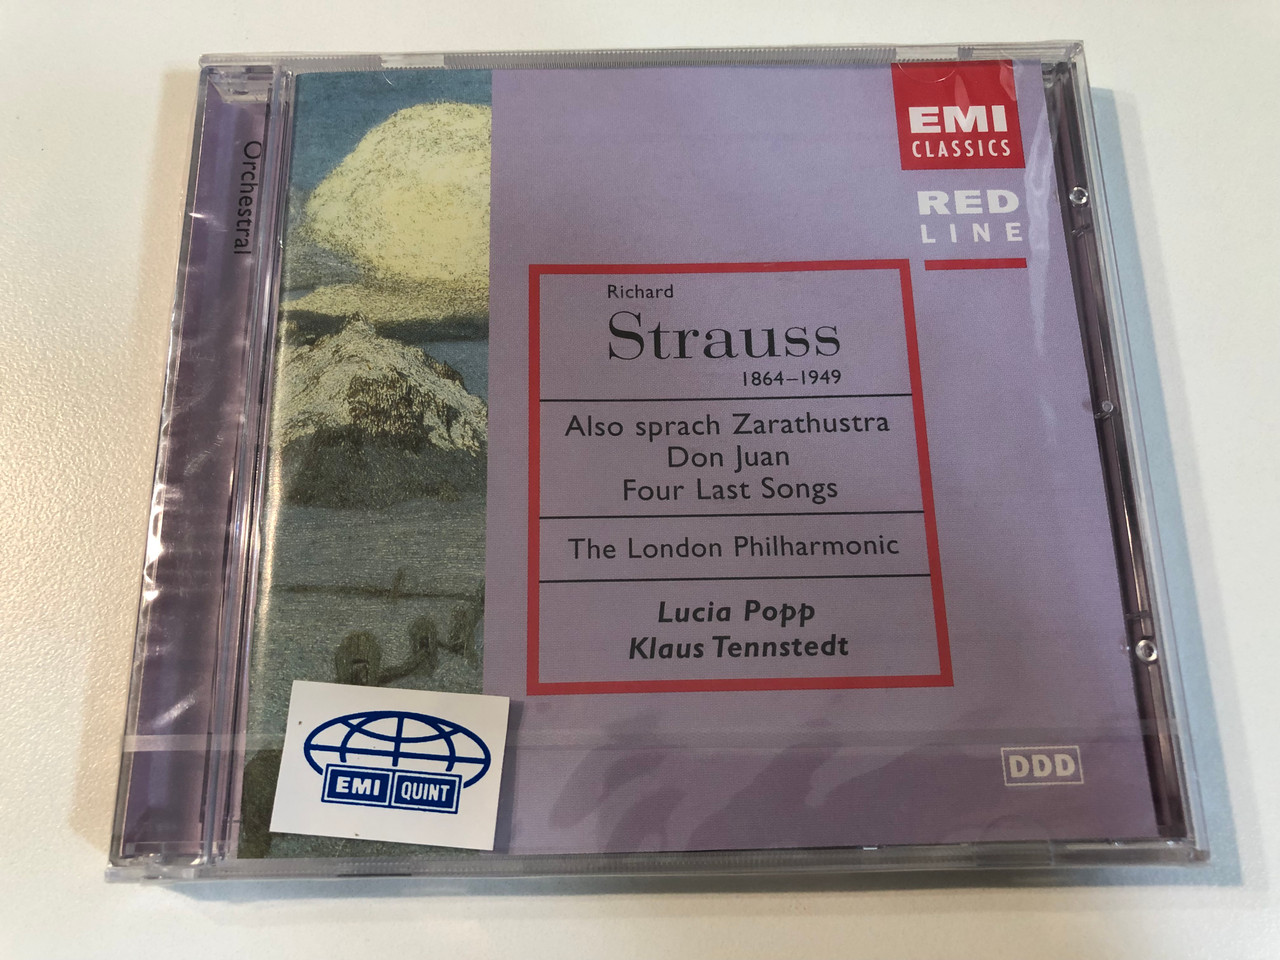 Orchestral
EMI
CLASSICS
RED
LINE
Richard
Strauss
1864–1949
Also sprach Zarathustra
Don Juan
Four Last Songs
The London Philharmonic
Lucia Popp
Klaus Tennstedt
EMI QUINT
DDD